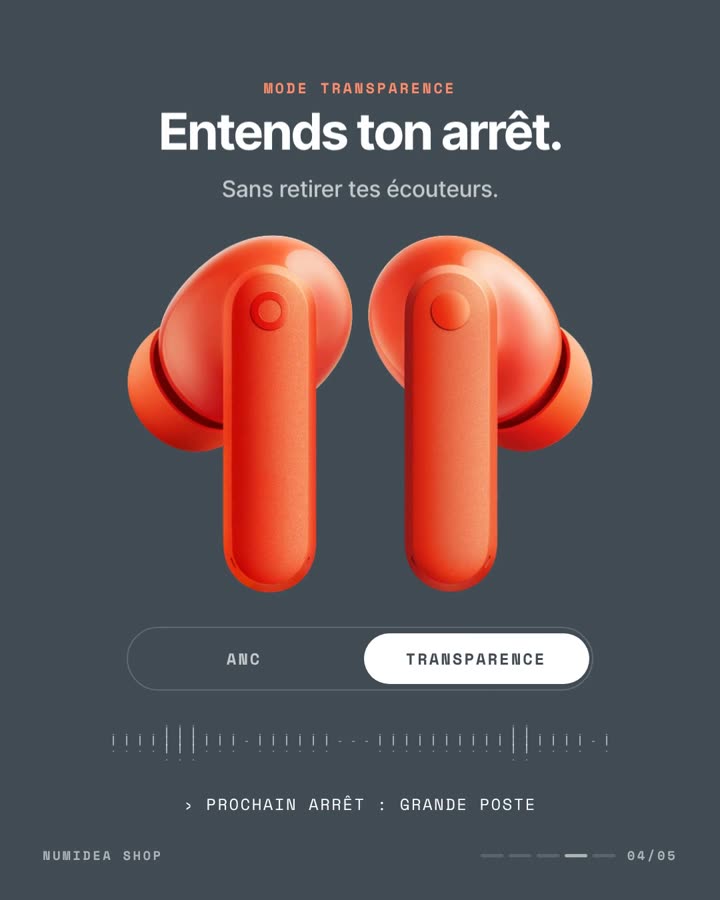 MODE TRANSPARENCE
Entends ton arrêt.
Sans retirer tes écouteurs.
ANC
TRANSPARENCE
› PROCHAIN ARRÊT : GRANDE POSTE
NUMIDEA SHOP
04/05